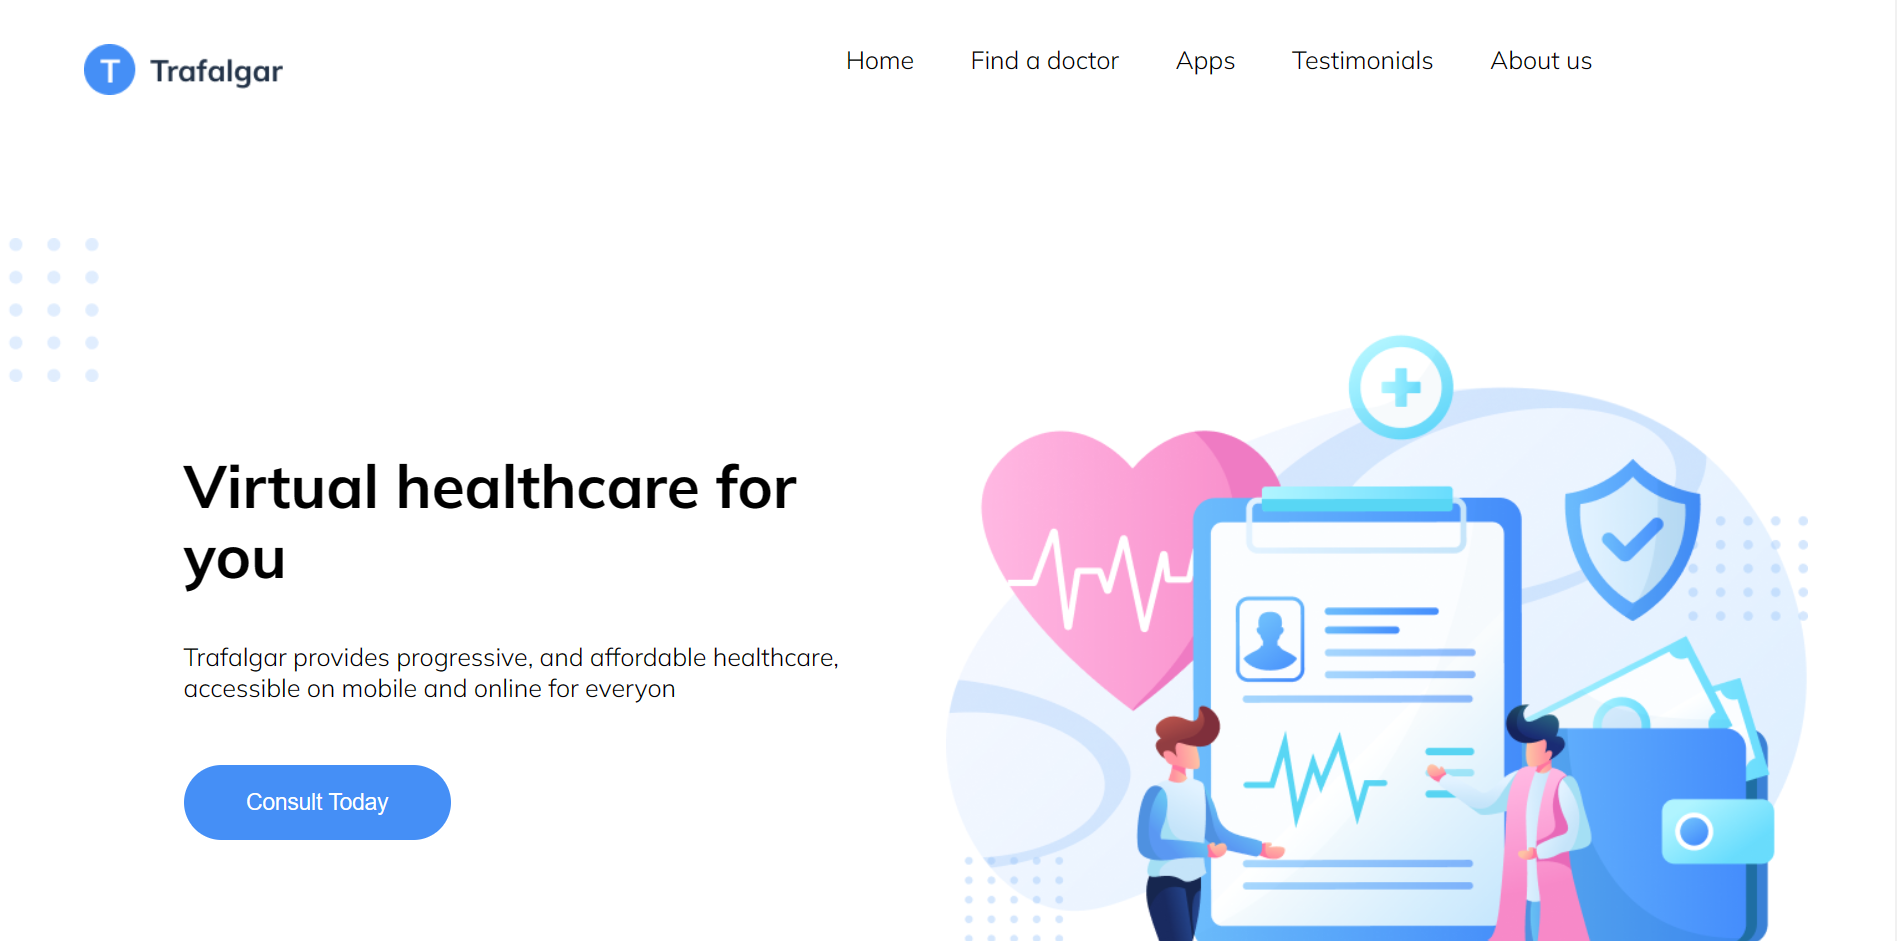 T Trafalgar
Home Find a doctor Apps Testimonials About us
Virtual healthcare for
you
Trafalgar provides progressive, and affordable healthcare,
accessible on mobile and online for everyon
Consult Today